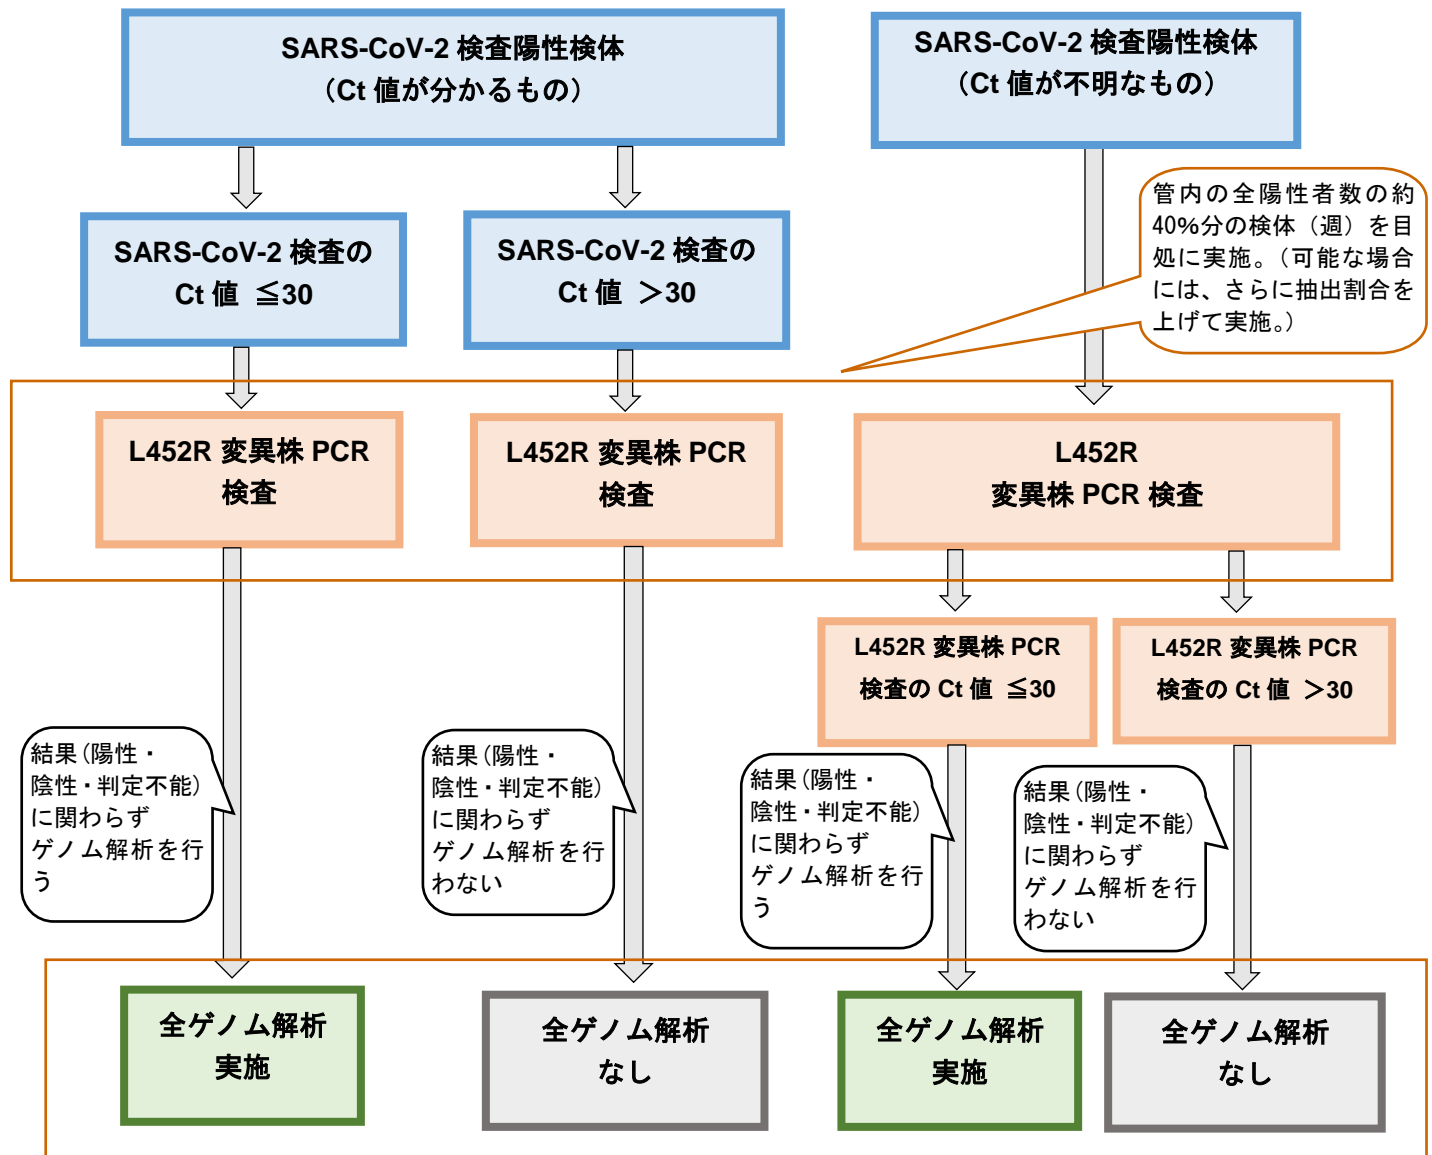 SARS-CoV-2 検査陽性検体
（Ct 値が分かるもの）
SARS-CoV-2 検査陽性検体
（Ct 値が不明なもの）
管内の全陽性者数の約
40%分の検体（週）を目
処に実施。（可能な場合
には、さらに抽出割合を
上げて実施。）
SARS-CoV-2 検査の
Ct 値 ≦30
SARS-CoV-2 検査の
Ct 値 ＞30
L452R 変異株 PCR
検査
L452R 変異株 PCR
検査
L452R
変異株 PCR 検査
L452R 変異株 PCR
検査の Ct 値 ≦30
L452R 変異株 PCR
検査の Ct 値 ＞30
結果（陽性・
陰性・判定不能）
に関わらず
ゲノム解析を行
う
結果（陽性・
陰性・判定不能）
に関わらず
ゲノム解析を行
わない
結果（陽性・
陰性・判定不能）
に関わらず
ゲノム解析を行
う
結果（陽性・
陰性・判定不能）
に関わらず
ゲノム解析を行
わない
全ゲノム解析
実施
全ゲノム解析
なし
全ゲノム解析
実施
全ゲノム解析
なし